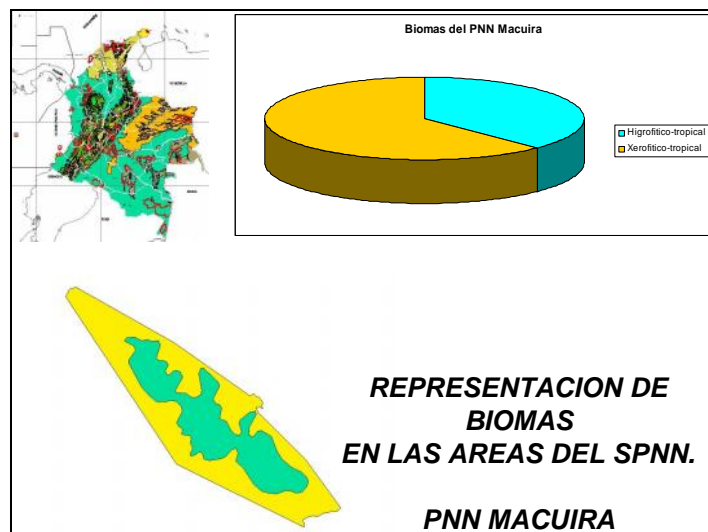 Biomas del PNN Macuira
Higrofitico-tropical
Xerofitico-tropical
REPRESENTACION DE
BIOMAS
EN LAS AREAS DEL SPNN.
PNN MACUIRA